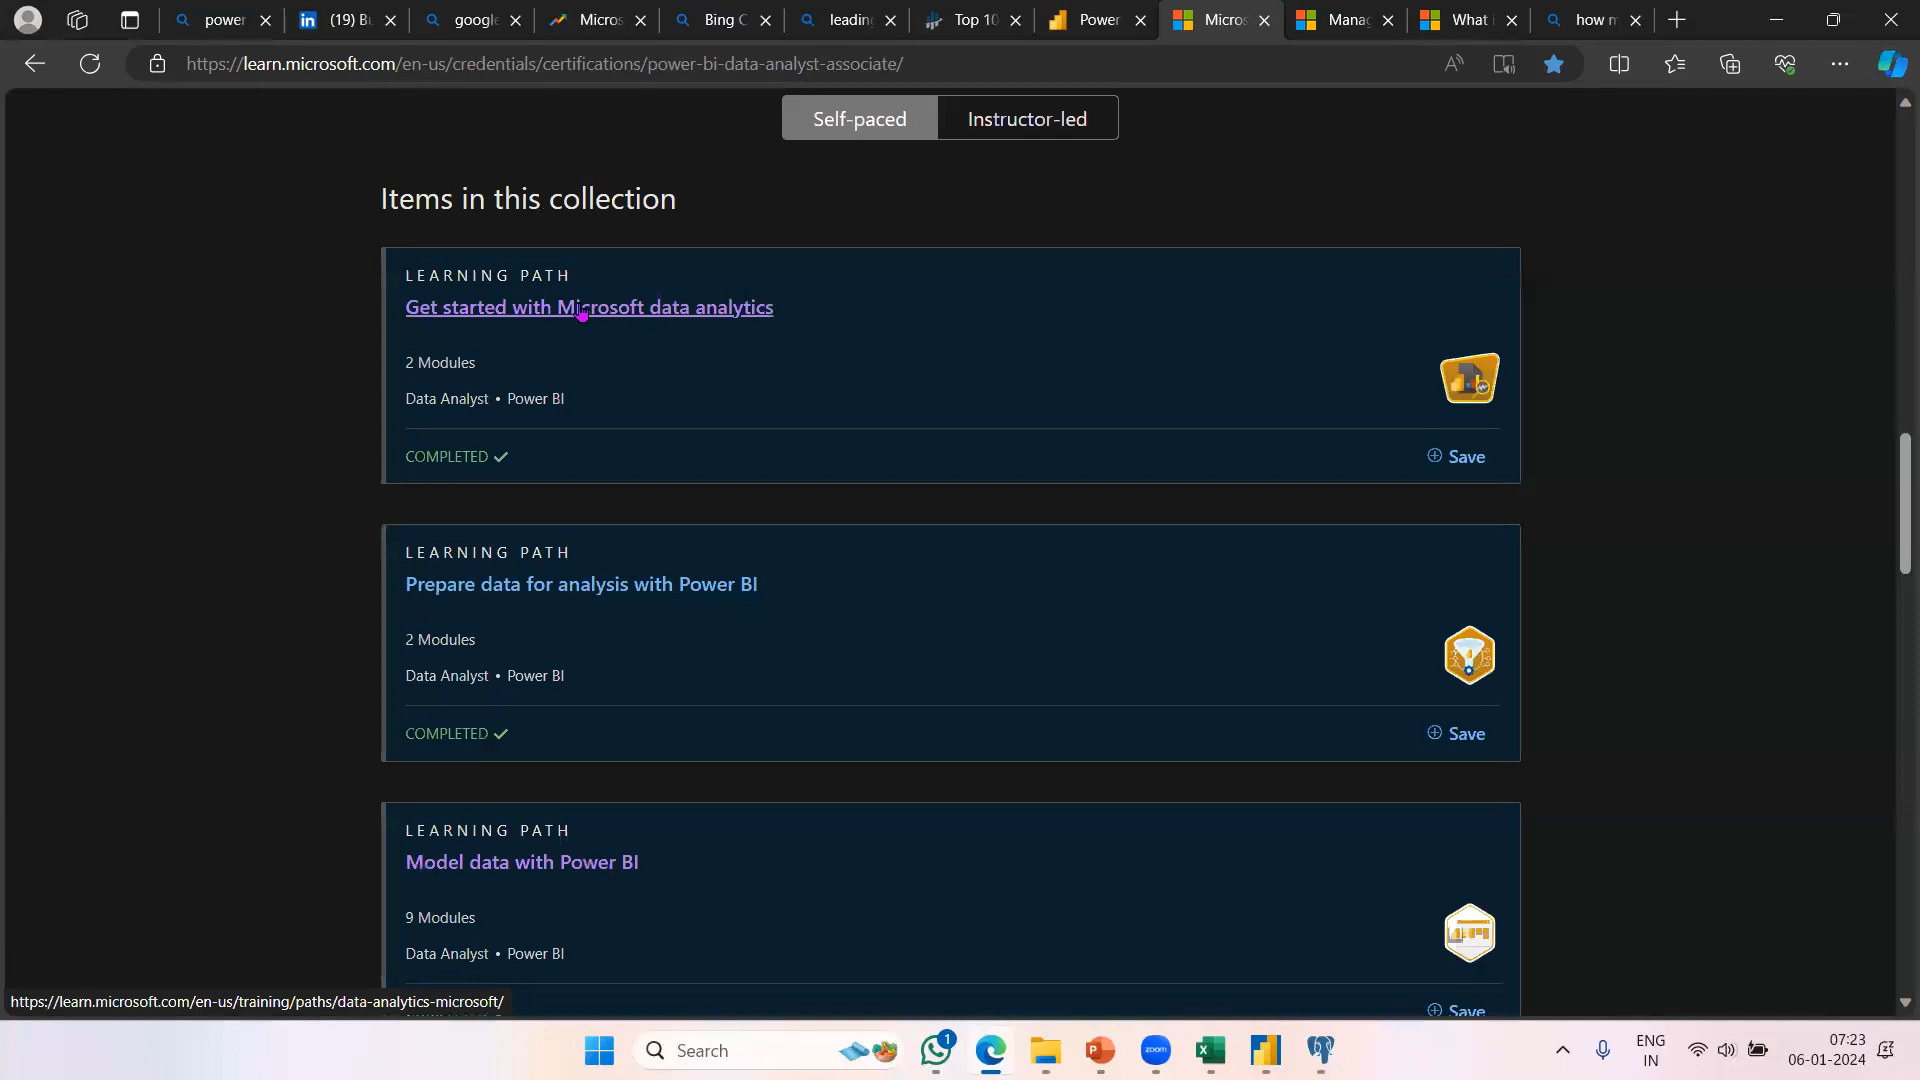 power
(19) Bu
google
Micros
Bing C
leading
Top 10
Power
Micros
Manag
What i
how m
https://learn.microsoft.com/en-us/credentials/certifications/power-bi-data-analyst-associate/
Self-paced
Instructor-led
Items in this collection
LEARNING PATH
Get started with Microsoft data analytics
2 Modules
Data Analyst • Power BI
COMPLETED
Save
LEARNING PATH
Prepare data for analysis with Power BI
2 Modules
Data Analyst • Power BI
COMPLETED
Save
LEARNING PATH
Model data with Power BI
9 Modules
Data Analyst • Power BI
Save
https://learn.microsoft.com/en-us/training/paths/data-analytics-microsoft/
Search
1
zoom
ENG
IN
07:23
06-01-2024